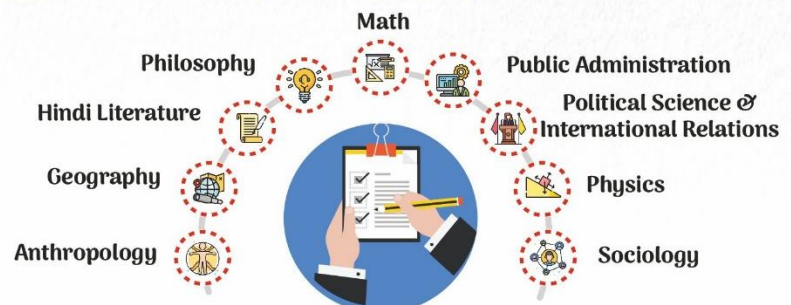 Math
Philosophy
Public Administration
Hindi Literature
Political Science &
International Relations
Geography
Physics
Anthropology
Sociology